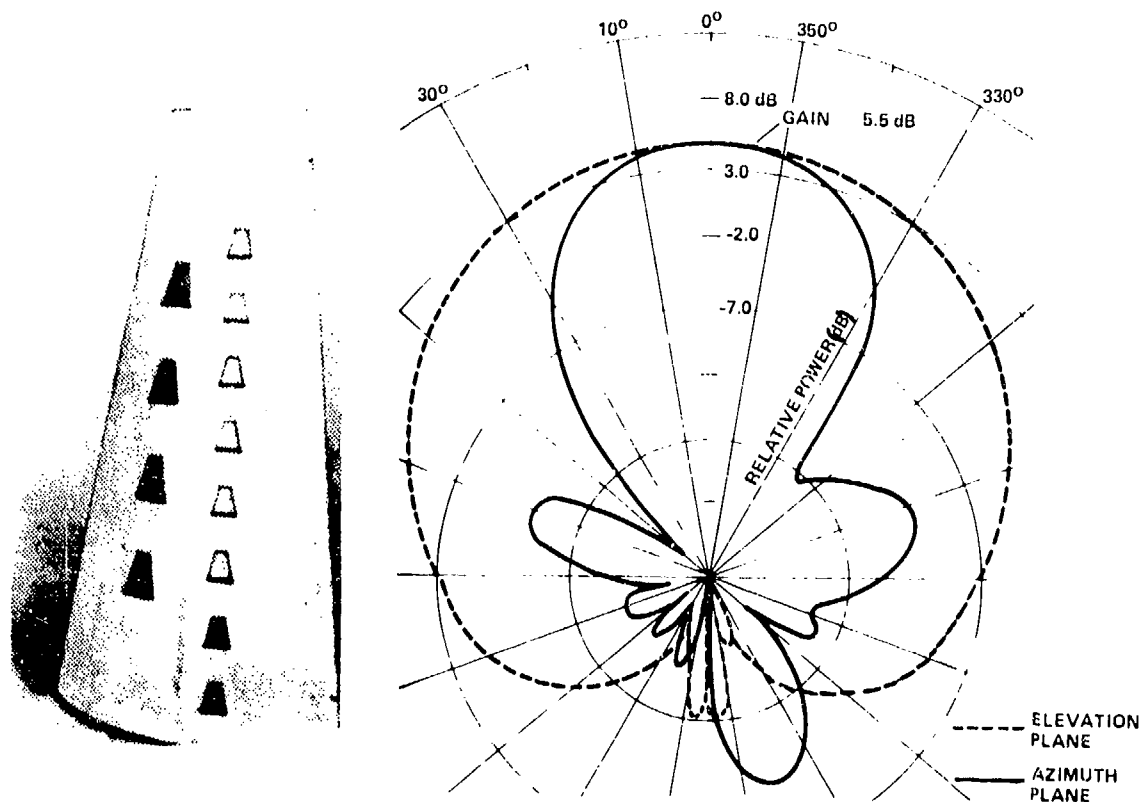 10° 0° 350°
30° 330°
8.0 dB
GAIN 5.5 dB
3.0
-2.0
-7.0
RELATIVE POWER (dB)
ELEVATION
PLANE
AZIMUTH
PLANE